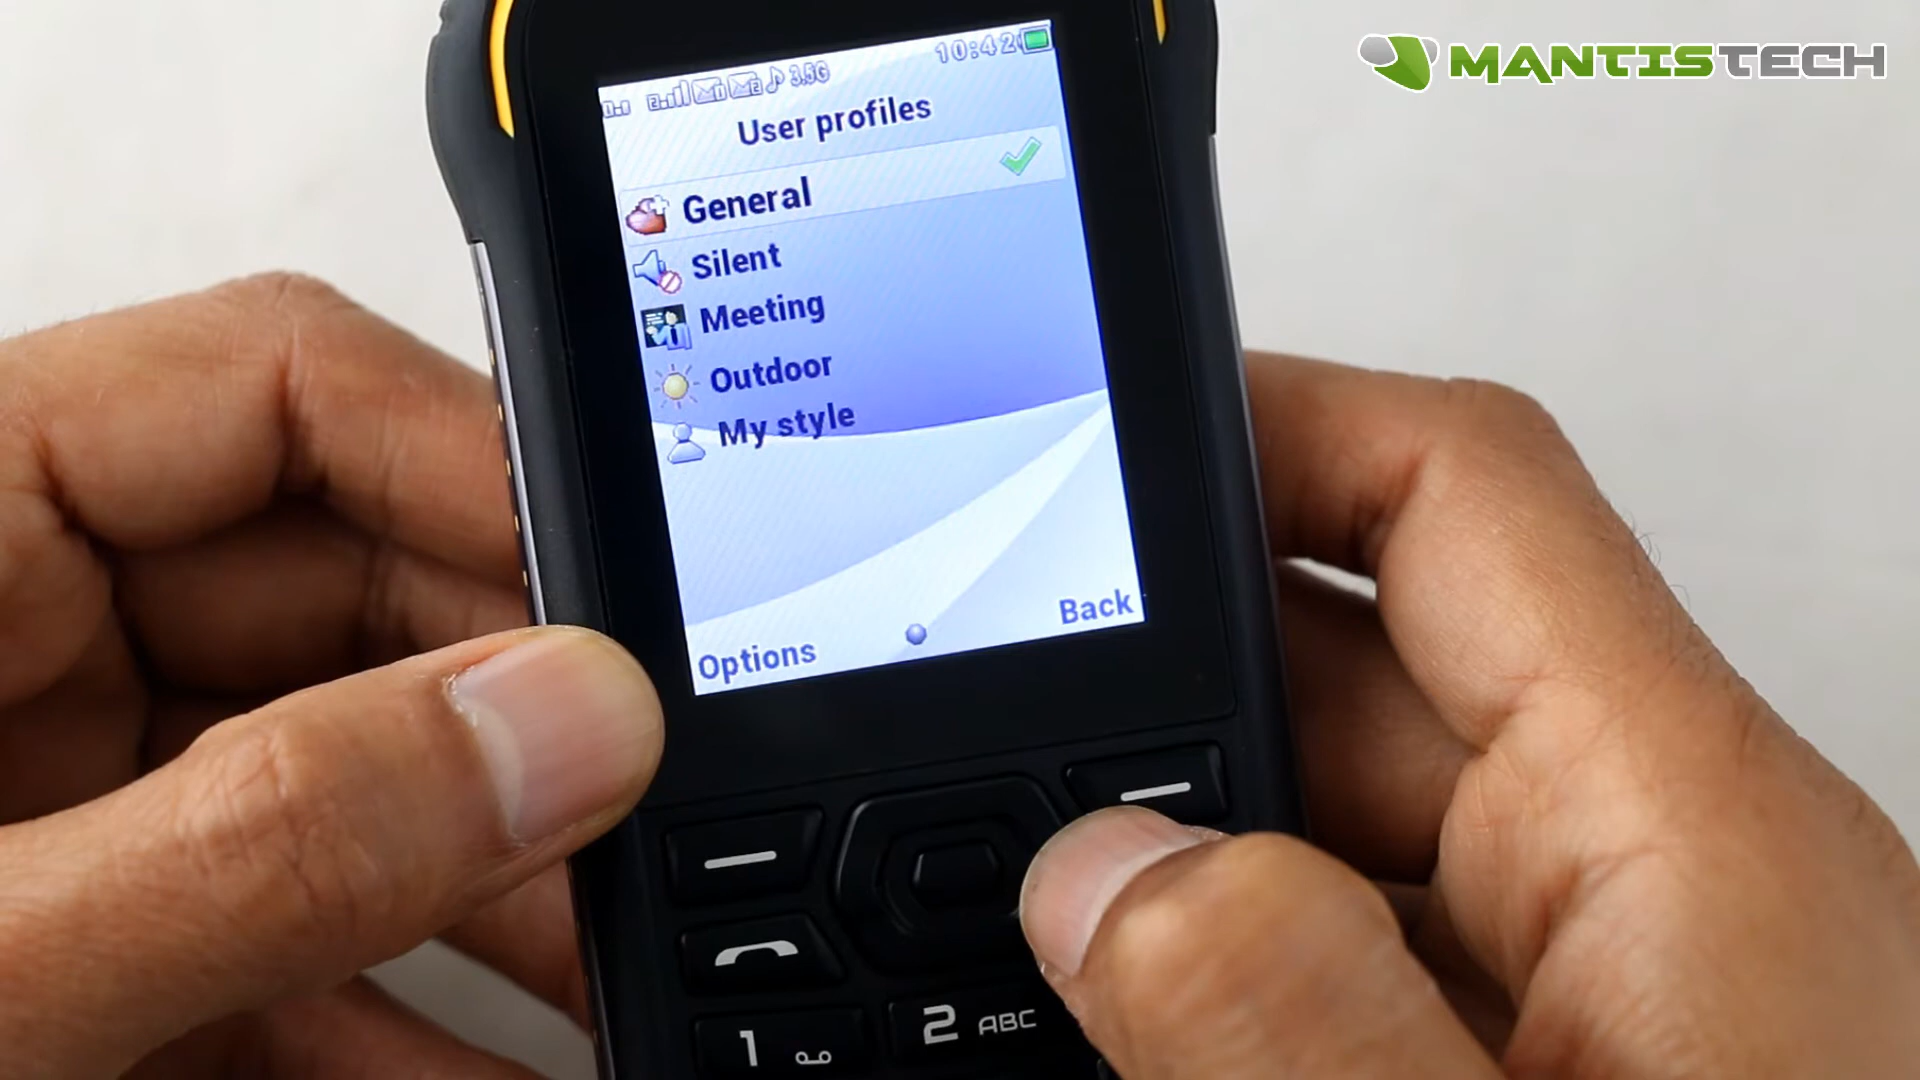 MANTISTECH
10:42
3.5G
User profiles
General
Silent
Meeting
Outdoor
My style
Options
Back
1
2 ABC